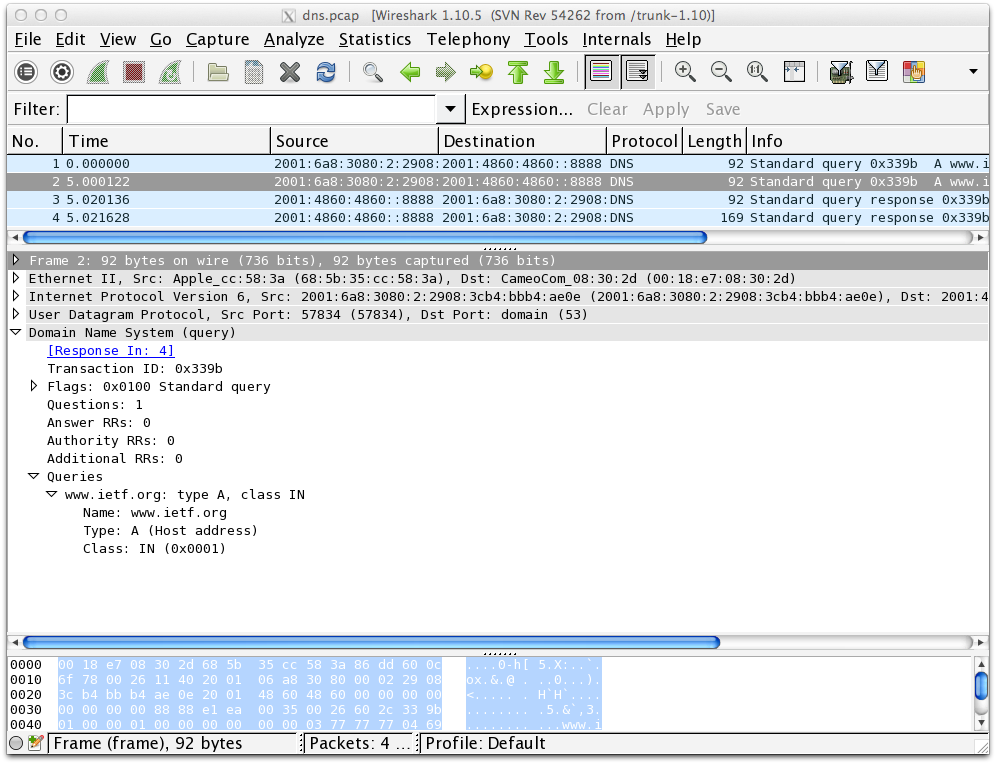 dns.pcap [Wireshark 1.10.5 (SVN Rev 54262 from /trunk-1.10)]
File Edit View Go Capture Analyze Statistics Telephony Tools Internals Help
Filter: Expression... Clear Apply Save
No. Time Source Destination Protocol Length Info
1 0.000000 2001:6a8:3080:2:2908: 2001:4860:4860::8888 DNS 92 Standard query 0x339b A www.i
2 5.000122 2001:6a8:3080:2:2908: 2001:4860:4860::8888 DNS 92 Standard query 0x339b A www.i
3 5.020136 2001:4860:4860::8888 2001:6a8:3080:2:2908: DNS 92 Standard query response 0x339b
4 5.021628 2001:4860:4860::8888 2001:6a8:3080:2:2908: DNS 169 Standard query response 0x339b
Frame 2: 92 bytes on wire (736 bits), 92 bytes captured (736 bits)
Ethernet II, Src: Apple_cc:58:3a (68:5b:35:cc:58:3a), Dst: CameoCom_08:30:2d (00:18:e7:08:30:2d)
Internet Protocol Version 6, Src: 2001:6a8:3080:2:2908:3cb4:bbb4:ae0e (2001:6a8:3080:2:2908:3cb4:bbb4:ae0e), Dst: 2001:4
User Datagram Protocol, Src Port: 57834 (57834), Dst Port: domain (53)
Domain Name System (query)
[Response In: 4]
Transaction ID: 0x339b
Flags: 0x0100 Standard query
Questions: 1
Answer RRs: 0
Authority RRs: 0
Additional RRs: 0
Queries
www.ietf.org: type A, class IN
Name: www.ietf.org
Type: A (Host address)
Class: IN (0x0001)
0000 00 18 e7 08 30 2d 68 5b 35 cc 58 3a 86 dd 60 0c ....0-h[ 5.X:..`.
0010 6f 78 00 26 11 40 20 01 06 a8 30 80 00 02 29 08 ox.&.@ . ..0...).
0020 3c b4 bb b4 ae 0e 20 01 48 60 48 60 00 00 00 00 <..... . H`H`....
0030 00 00 00 00 88 88 e1 ea 00 35 00 26 60 2c 33 9b ........ .5.&`,3.
0040 01 00 00 01 00 00 00 00 00 00 03 77 77 77 04 69 ........ ...www.i
Frame (frame), 92 bytes Packets: 4 ... Profile: Default